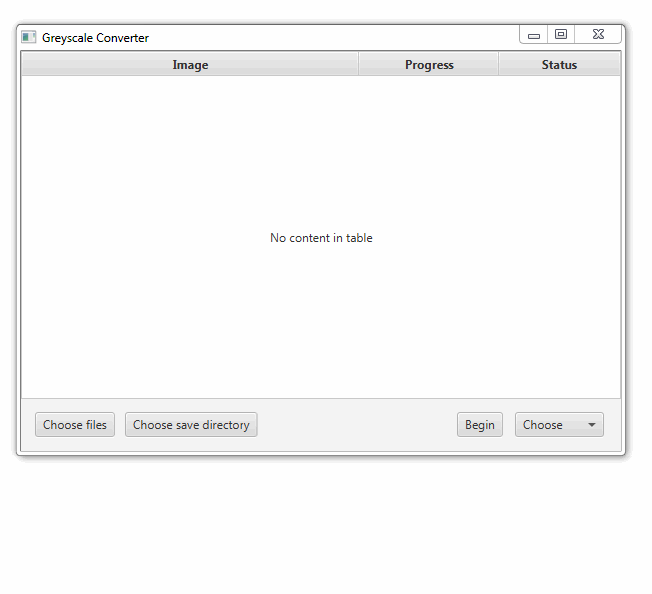 Greyscale Converter
Image Progress Status
No content in table
Choose files Choose save directory Begin Choose